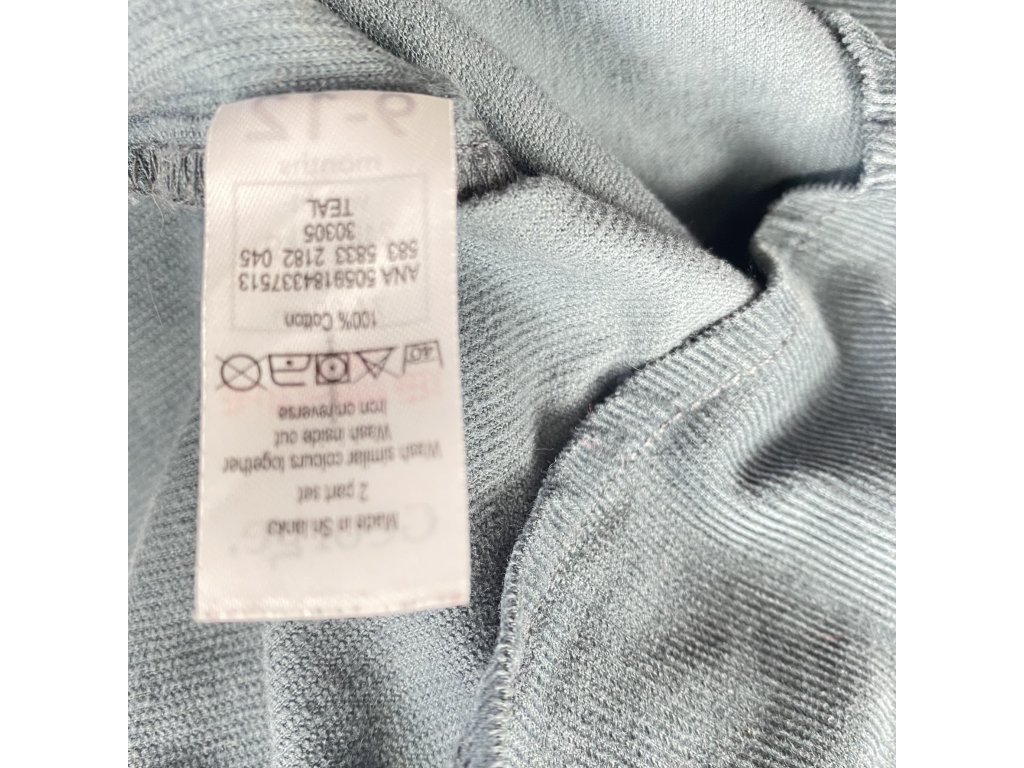 Made in Sri lanka
2 part set
Wash similar colours together
Wash inside out
Iron on reverse
40
100% Cotton
ANA 5059184337513
583 5833 2182 045
30305
TEAL
months
9-12